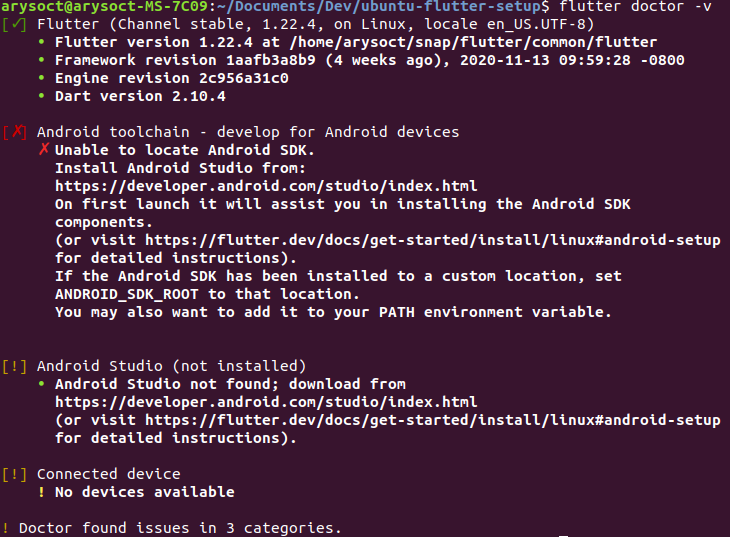 arysoct@arysoct-MS-7C09:~/Documents/Dev/ubuntu-flutter-setup$ flutter doctor -v
[✓] Flutter (Channel stable, 1.22.4, on Linux, locale en_US.UTF-8)
• Flutter version 1.22.4 at /home/arysoct/snap/flutter/common/flutter
• Framework revision 1aafb3a8b9 (4 weeks ago), 2020-11-13 09:59:28 -0800
• Engine revision 2c956a31c0
• Dart version 2.10.4
[✗] Android toolchain - develop for Android devices
✗ Unable to locate Android SDK.
Install Android Studio from:
https://developer.android.com/studio/index.html
On first launch it will assist you in installing the Android SDK
components.
(or visit https://flutter.dev/docs/get-started/install/linux#android-setup
for detailed instructions).
If the Android SDK has been installed to a custom location, set
ANDROID_SDK_ROOT to that location.
You may also want to add it to your PATH environment variable.
[!] Android Studio (not installed)
• Android Studio not found; download from
https://developer.android.com/studio/index.html
(or visit https://flutter.dev/docs/get-started/install/linux#android-setup
for detailed instructions).
[!] Connected device
! No devices available
! Doctor found issues in 3 categories.